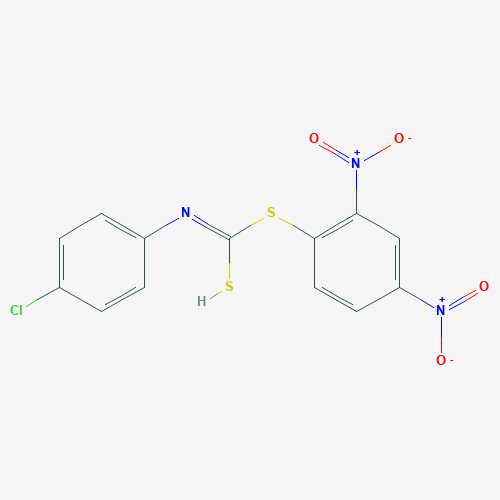 O O -
N +
N S
H S
Cl N + O
O -